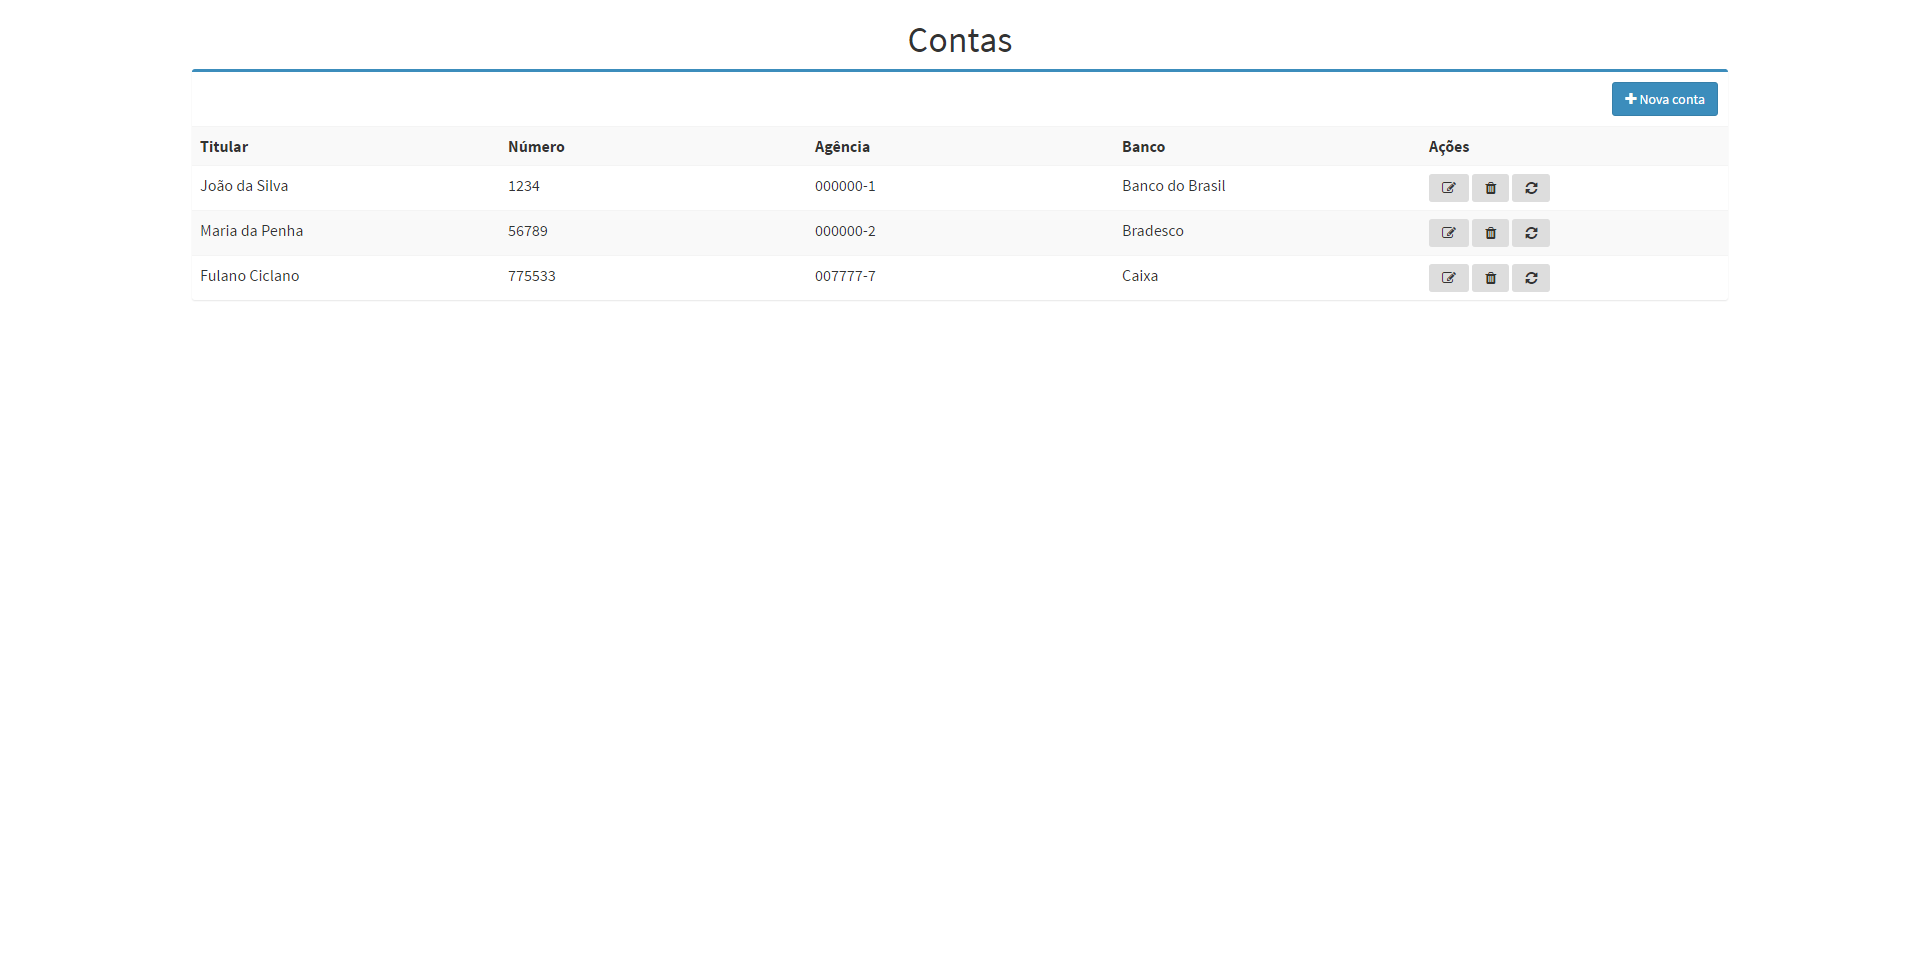 Contas
Nova conta
Titular Número Agência Banco Ações
João da Silva 1234 000000-1 Banco do Brasil
Maria da Penha 56789 000000-2 Bradesco
Fulano Ciclano 775533 007777-7 Caixa